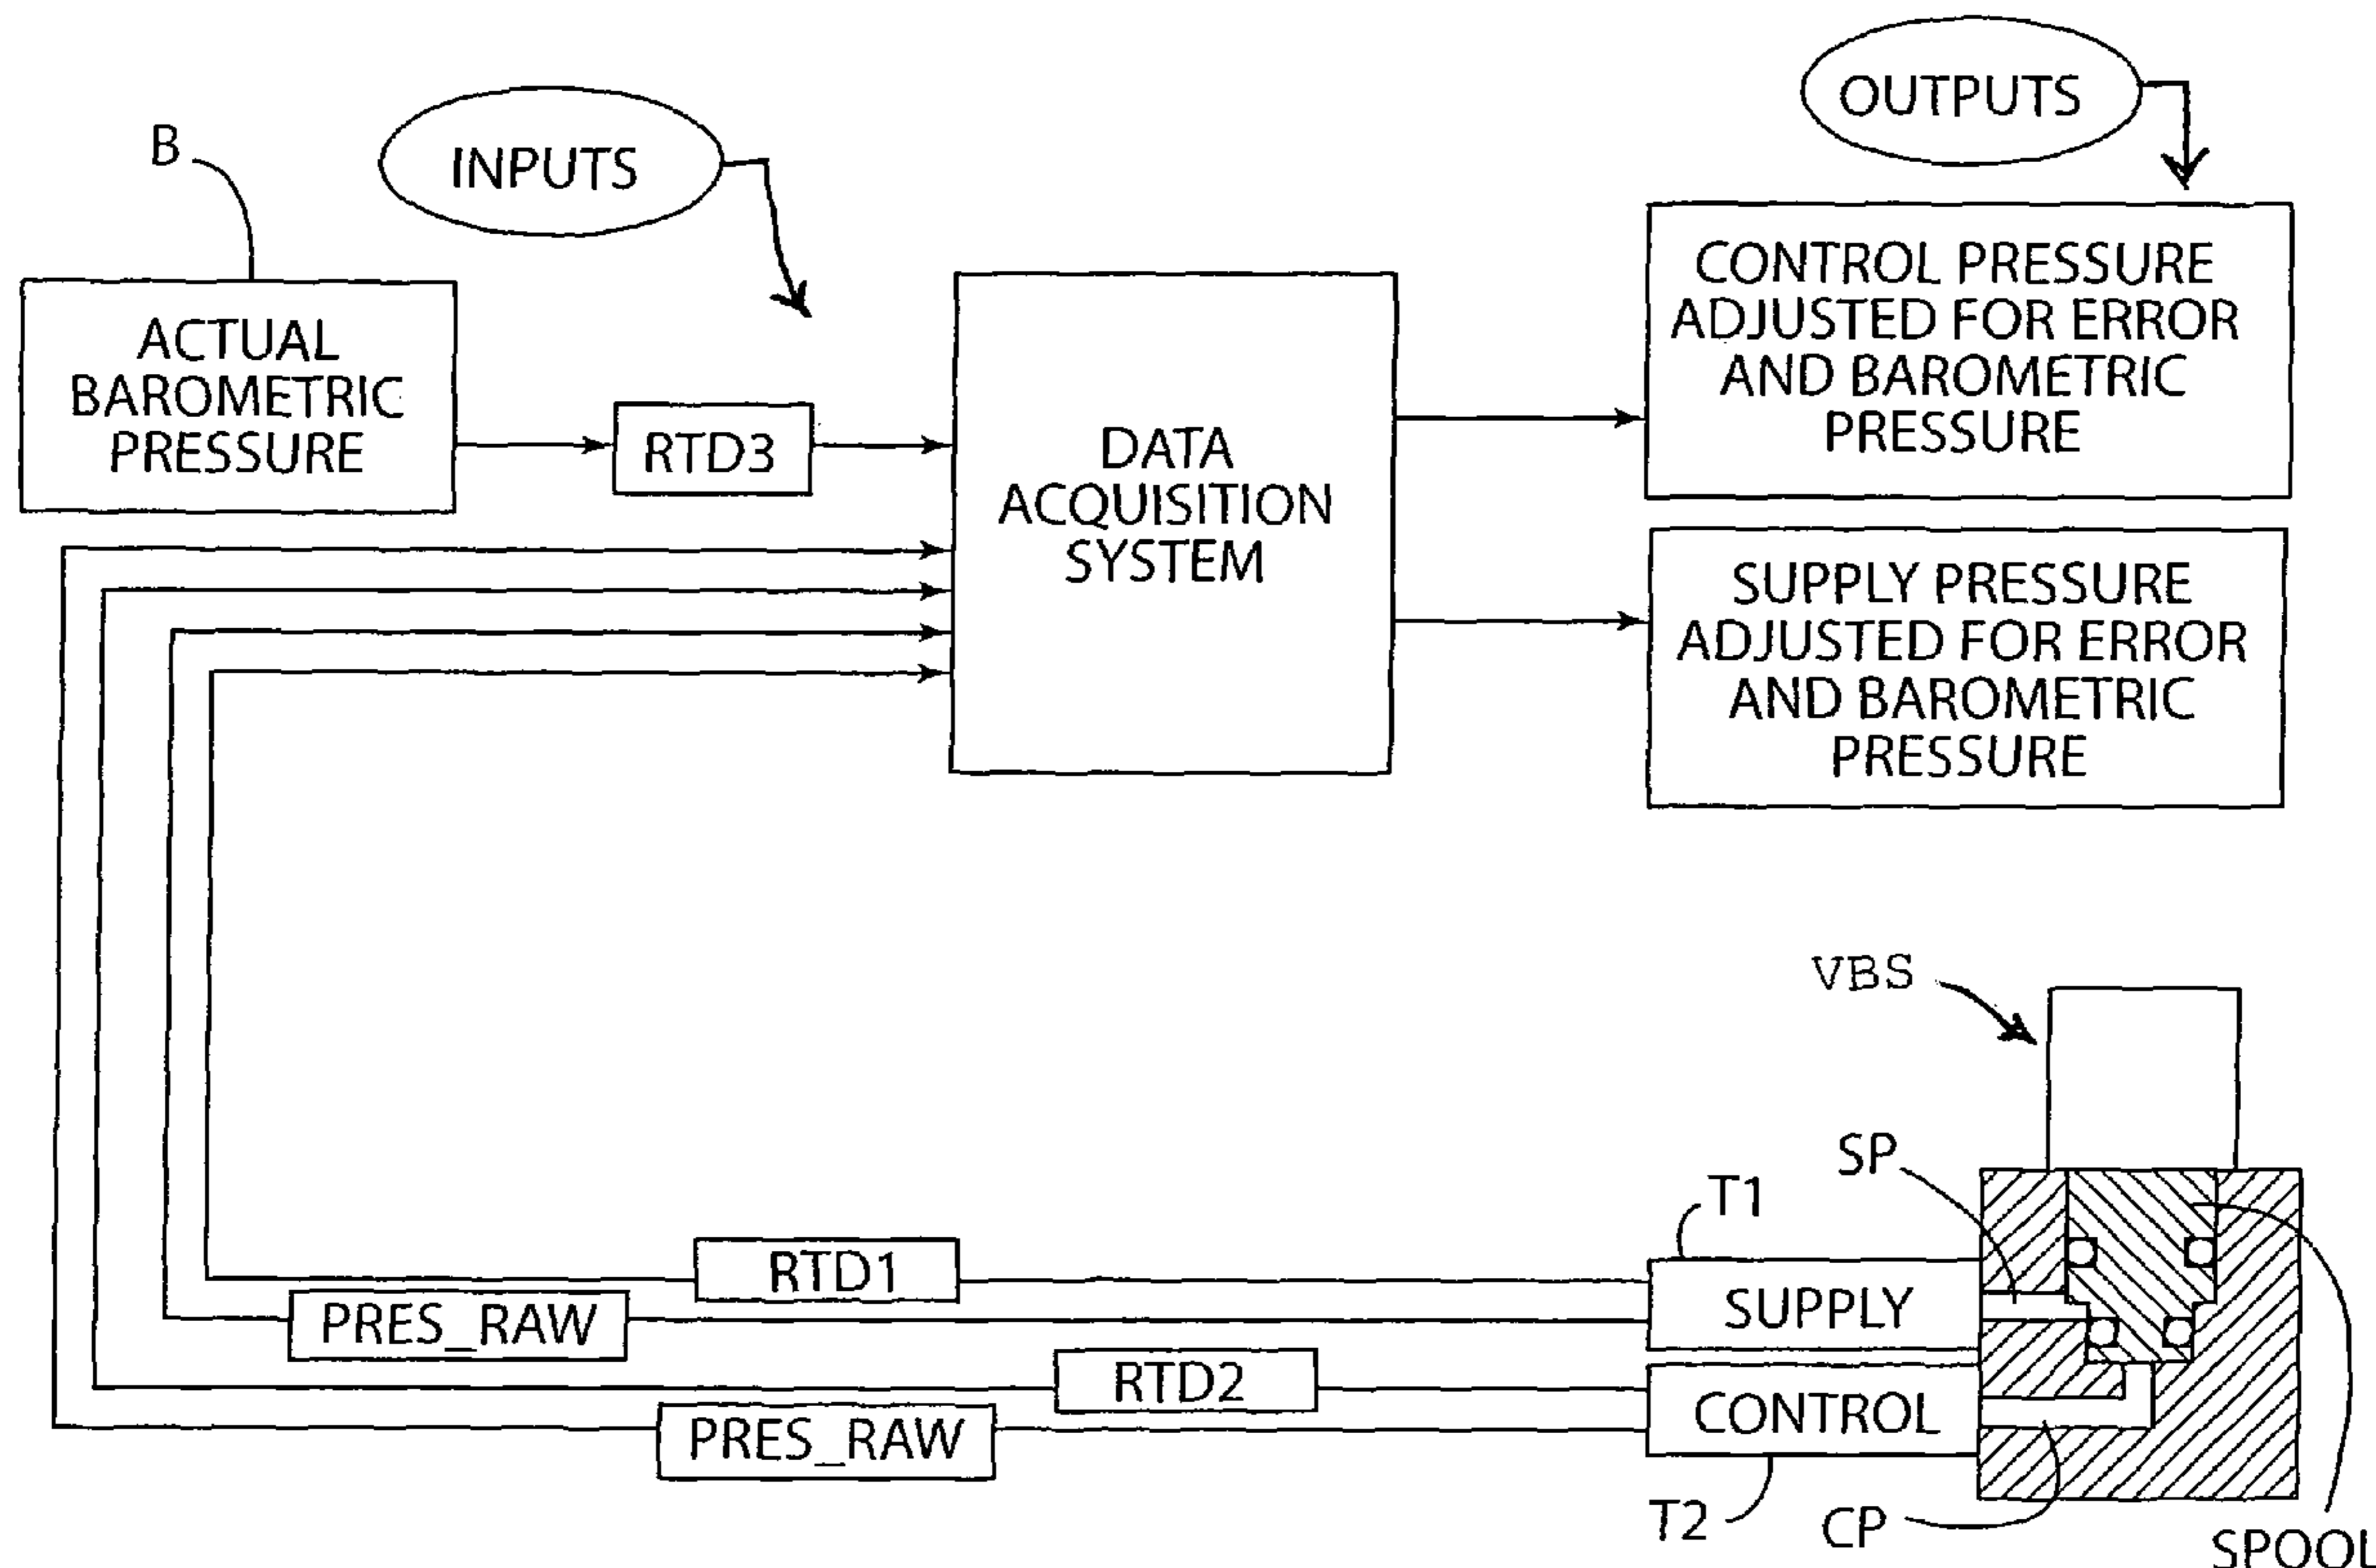 OUTPUTS
INPUTS
B
CONTROL PRESSURE
ADJUSTED FOR ERROR
AND BAROMETRIC
PRESSURE
ACTUAL
BAROMETRIC
PRESSURE
RTD3
DATA
ACQUISITION
SYSTEM
SUPPLY PRESSURE
ADJUSTED FOR ERROR
AND BAROMETRIC
PRESSURE
VBS
SP
T1
RTD1
SUPPLY
PRES_RAW
RTD2
CONTROL
PRES_RAW
T2
CP
SPOOL